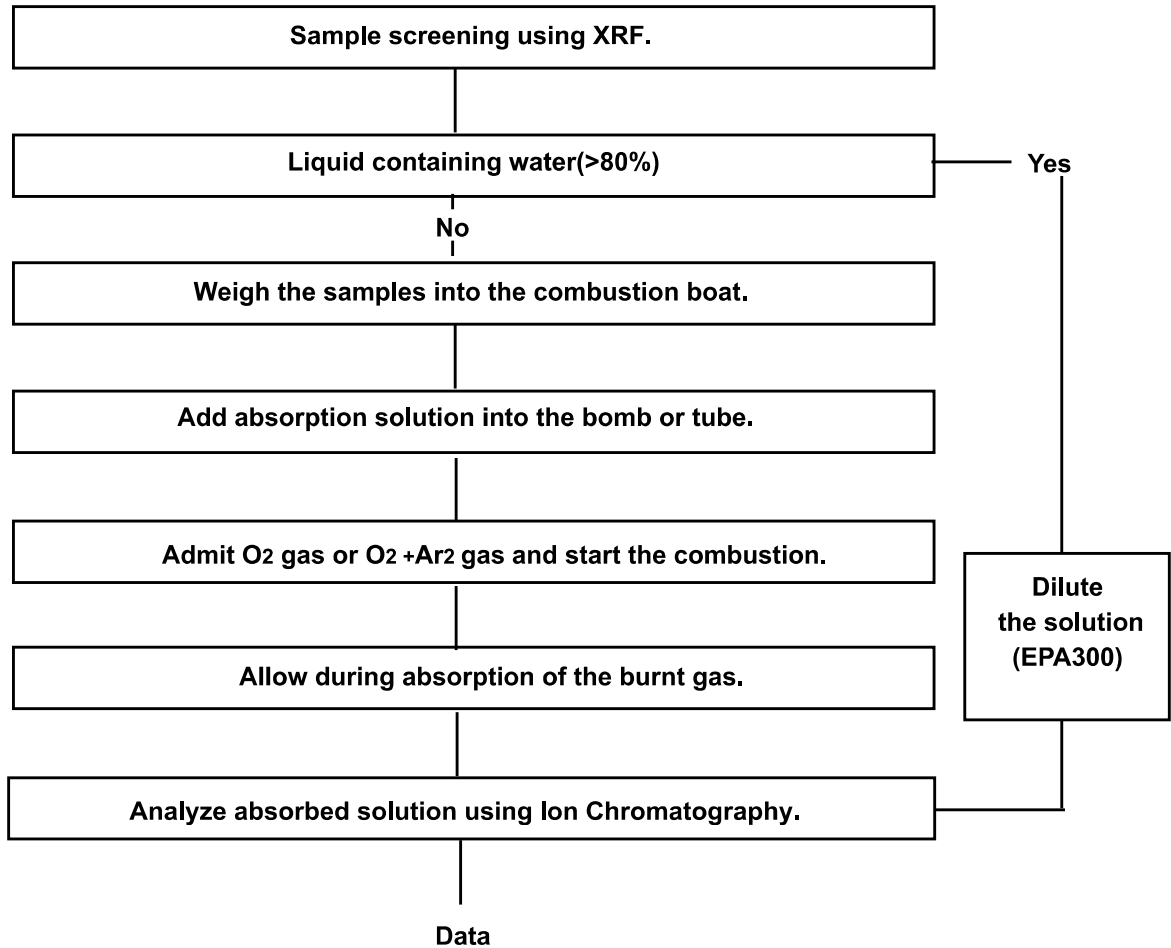 Sample screening using XRF.
Liquid containing water(>80%)
Yes
No
Weigh the samples into the combustion boat.
Add absorption solution into the bomb or tube.
Admit O2 gas or O2 +Ar2 gas and start the combustion.
Dilute
the solution
(EPA300)
Allow during absorption of the burnt gas.
Analyze absorbed solution using Ion Chromatography.
Data